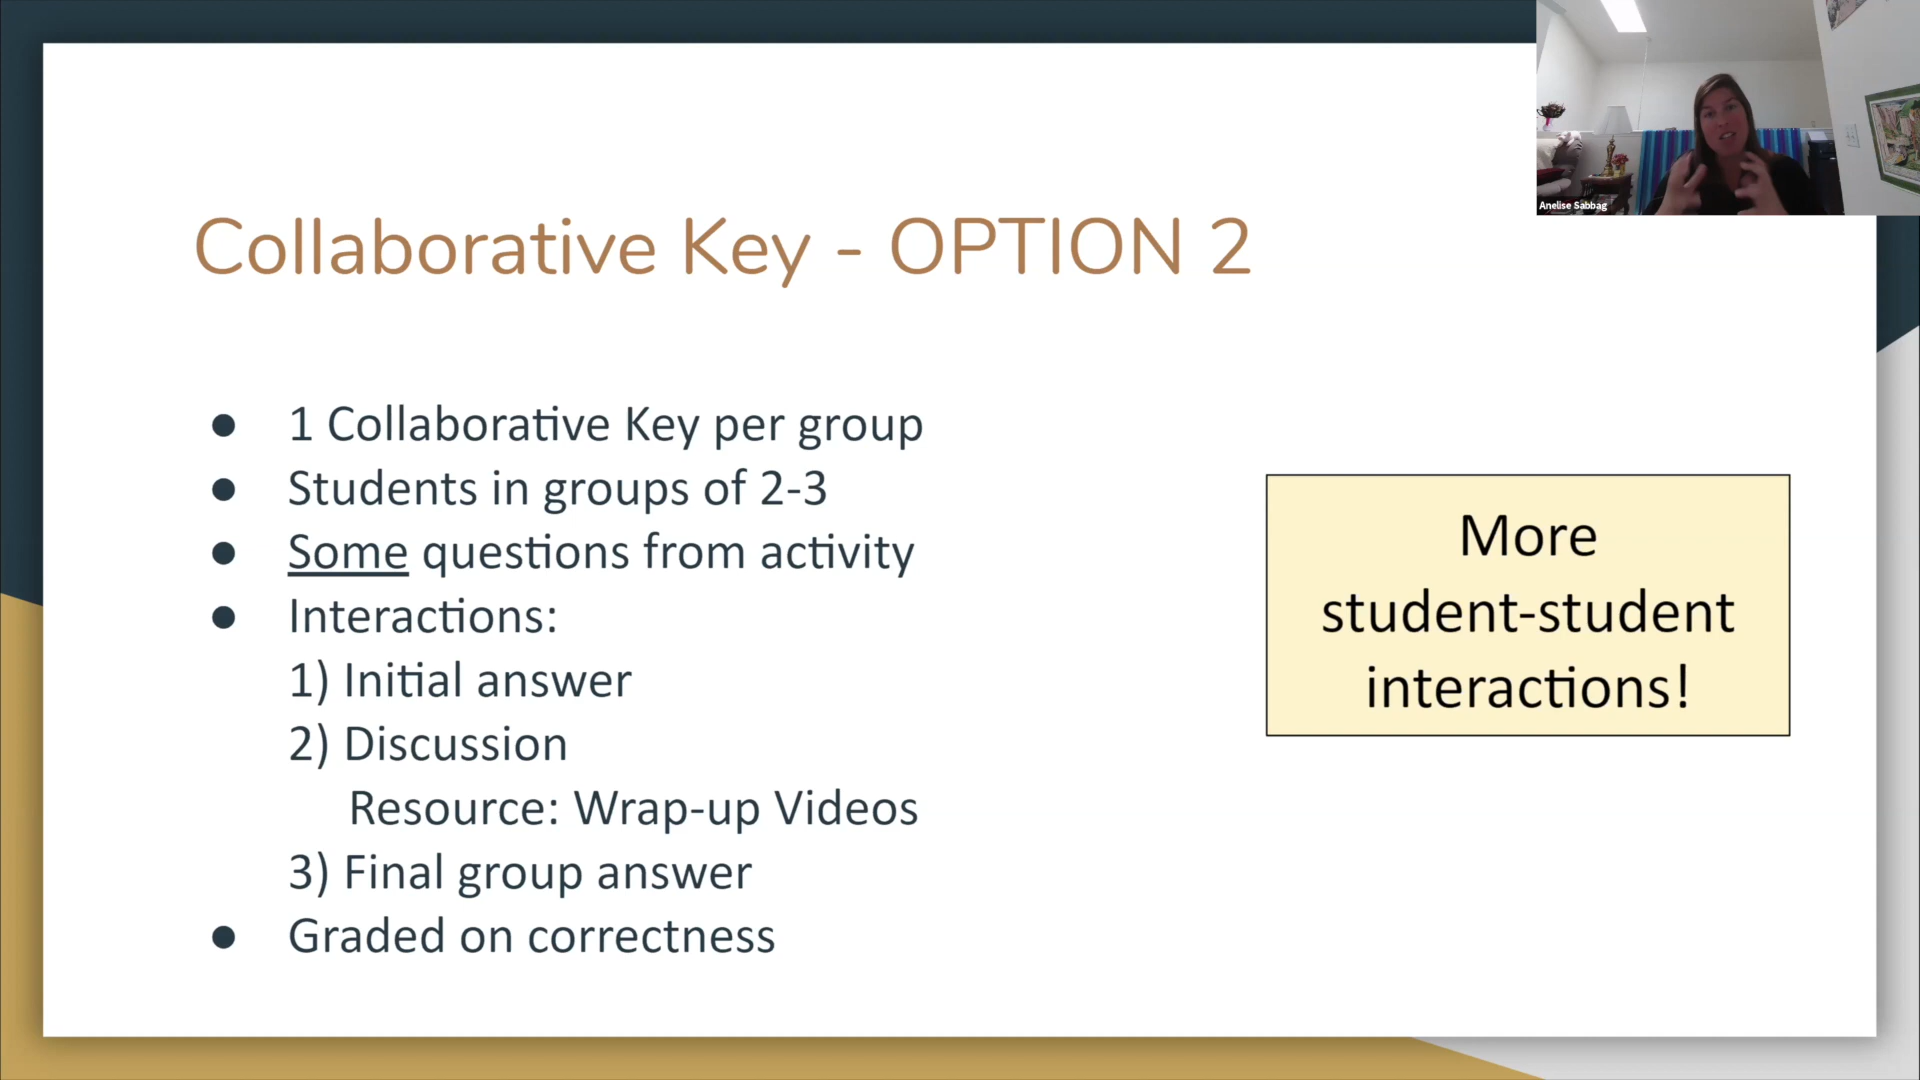 Anelise Sabbag
Collaborative Key - OPTION 2
● 1 Collaborative Key per group
● Students in groups of 2-3
● Some questions from activity
● Interactions:
1) Initial answer
2) Discussion
Resource: Wrap-up Videos
3) Final group answer
● Graded on correctness
More
student-student
interactions!